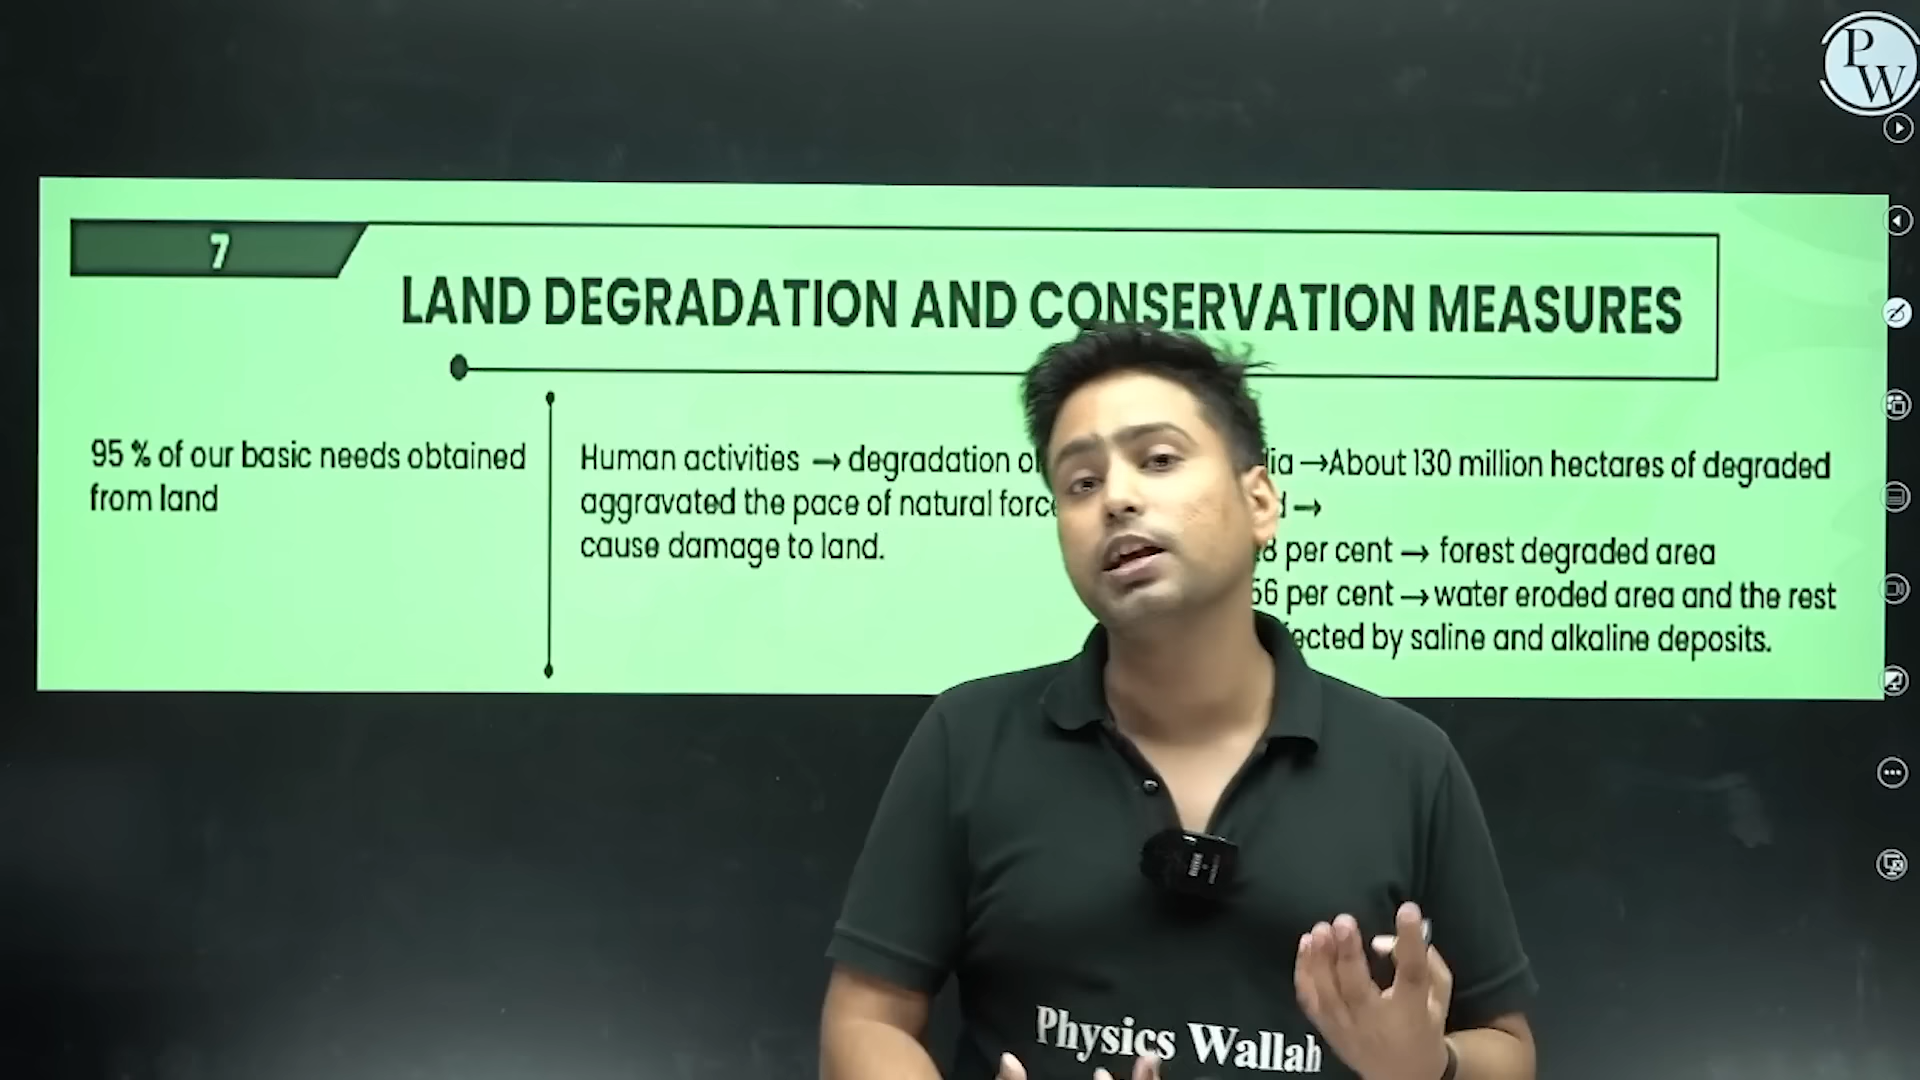 P
W
7
LAND DEGRADATION AND CONSERVATION MEASURES
95 % of our basic needs obtained
from land
Human activities → degradation
aggravated the pace of natural
cause damage to land.
→About 130 million hectares of degraded
→
per cent → forest degraded area
56 per cent →water eroded area and the rest
by saline and alkaline deposits.
Physics Wallah